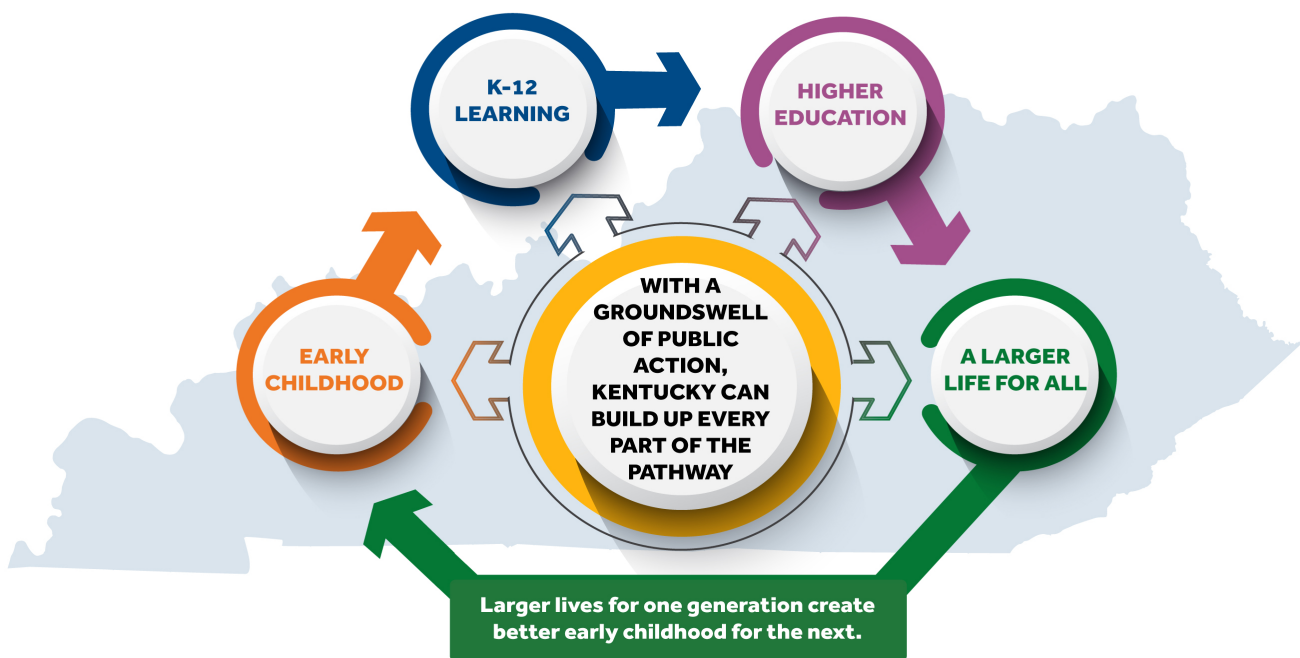 K-12
LEARNING
HIGHER
EDUCATION
EARLY
CHILDHOOD
WITH A
GROUNDSWELL
OF PUBLIC
ACTION,
KENTUCKY CAN
BUILD UP EVERY
PART OF THE
PATHWAY
A LARGER
LIFE FOR ALL
Larger lives for one generation create
better early childhood for the next.